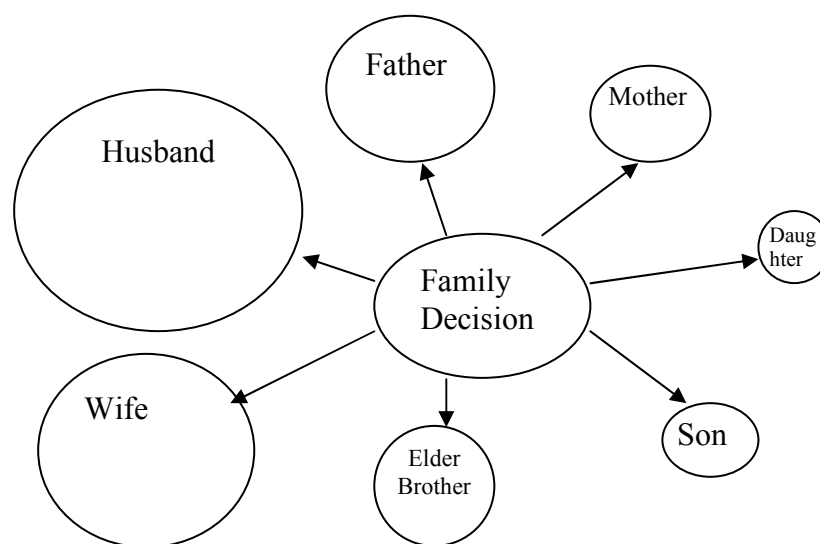 Father
Mother
Husband
Daug
hter
Family
Decision
Wife
Son
Elder
Brother